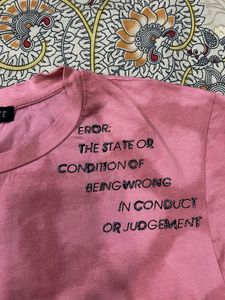 EROR:
THE STATE OR
CONDITION OF
BEING WRONG
IN CONDUCT
OR JUDGEMENT